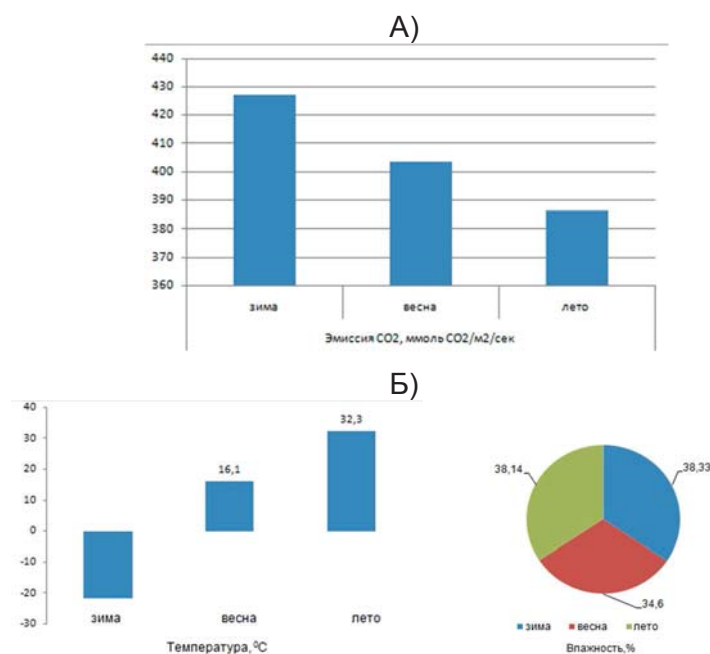 А)
440
430
420
410
400
390
380
370
360
зима весна лето
Эмиссия СО2, ммоль СО2/м2/сек
Б)
40
30
20
10
0
-10
-20
-30
16,1
32,3
зима весна лето
Температура, ⁰С
38,14
38,33
34,6
зима весна лето
Влажность,%